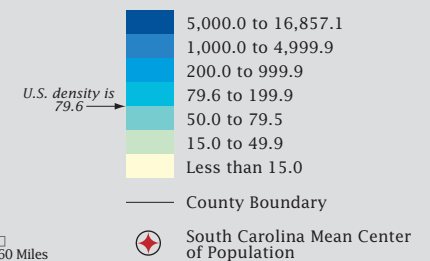 5,000.0 to 16,857.1
1,000.0 to 4,999.9
200.0 to 999.9
U.S. density is
79.6
79.6 to 199.9
50.0 to 79.5
15.0 to 49.9
Less than 15.0
County Boundary
South Carolina Mean Center
of Population
60 Miles